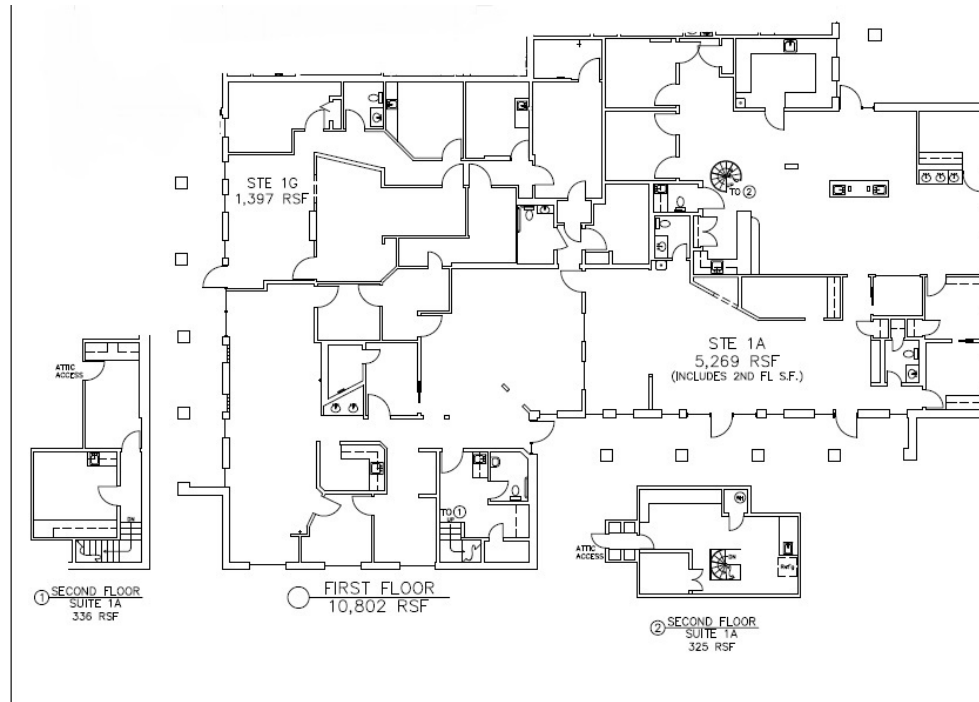 STE 1G
1,397 RSF
TO ②
STE 1A
5,269 RSF
(INCLUDES 2ND FL S.F.)
ATTIC
ACCESS
DN
① SECOND FLOOR
SUITE 1A
336 RSF
TO ①
UP
FIRST FLOOR
10,802 RSF
WH
ATTIC
ACCESS
DN
Refg
② SECOND FLOOR
SUITE 1A
325 RSF